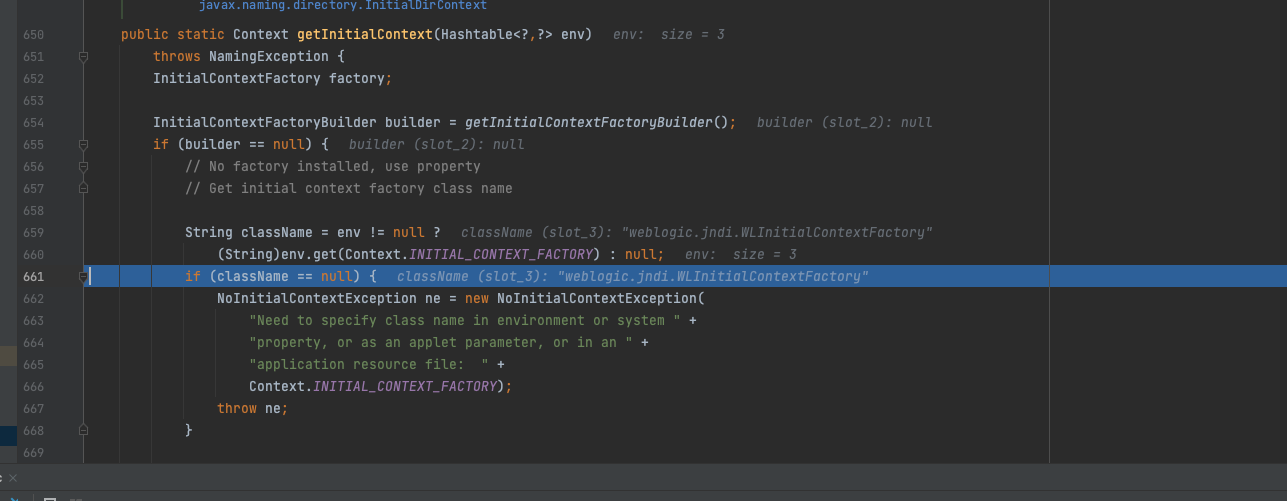 javax.naming.directory.InitialDirContext
650 public static Context getInitialContext(Hashtable<?,?> env) env: size = 3
651 throws NamingException {
652 InitialContextFactory factory;
653
654 InitialContextFactoryBuilder builder = getInitialContextFactoryBuilder(); builder (slot_2): null
655 if (builder == null) { builder (slot_2): null
656 // No factory installed, use property
657 // Get initial context factory class name
658
659 String className = env != null ? className (slot_3): "weblogic.jndi.WLInitialContextFactory"
660 (String)env.get(Context.INITIAL_CONTEXT_FACTORY) : null; env: size = 3
661 if (className == null) { className (slot_3): "weblogic.jndi.WLInitialContextFactory"
662 NoInitialContextException ne = new NoInitialContextException(
663 "Need to specify class name in environment or system " +
664 "property, or as an applet parameter, or in an " +
665 "application resource file:  " +
666 Context.INITIAL_CONTEXT_FACTORY);
667 throw ne;
668 }
669